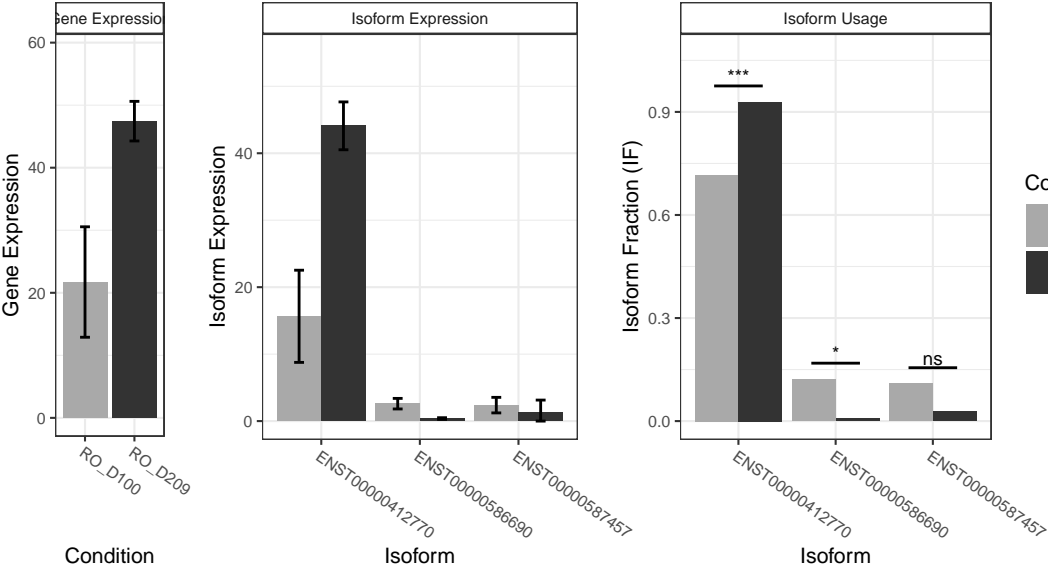 Gene Expression
Isoform Expression
Isoform Usage
Gene Expression
60
40
20
0
RO_D100
RO_D209
Condition
Isoform Expression
40
20
0
ENST00000412770
ENST00000586690
ENST00000587457
Isoform
Isoform Fraction (IF)
0.9
0.6
0.3
0.0
***
*
ns
ENST00000412770
ENST00000586690
ENST00000587457
Isoform
Co